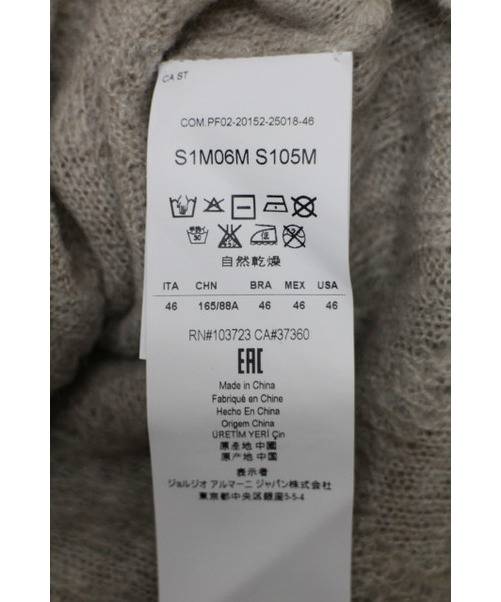 CA ST
COM.PF02-20152-25018-46
S1M06M S105M
自然乾燥
ITA CHN BRA MEX USA
46 165/88A 46 46 46
RN#103723 CA#37360
EAC
Made in China
Fabriqué en Chine
Hecho En China
Origem China
ÜRETİM YERİ Çin
原產地 中國
原产地 中国
表示者
ジョルジオ アルマーニ ジャパン株式会社
東京都中央区銀座5-5-4